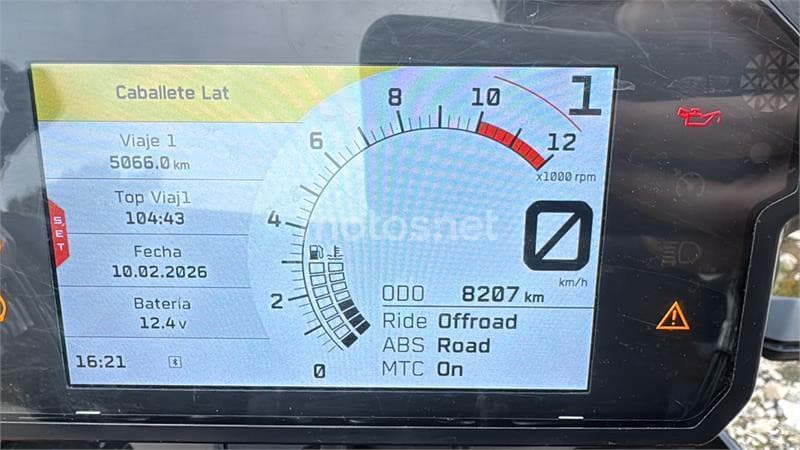 Caballete Lat
Viaje 1
5066.0 km
Top Viaj1
104:43
Fecha
10.02.2026
Batería
12.4 v
16:21
SET
0
2
4
6
8
10
12
x1000 rpm
1
0
km/h
ODO 8207 km
Ride Offroad
ABS Road
MTC On
motos.net